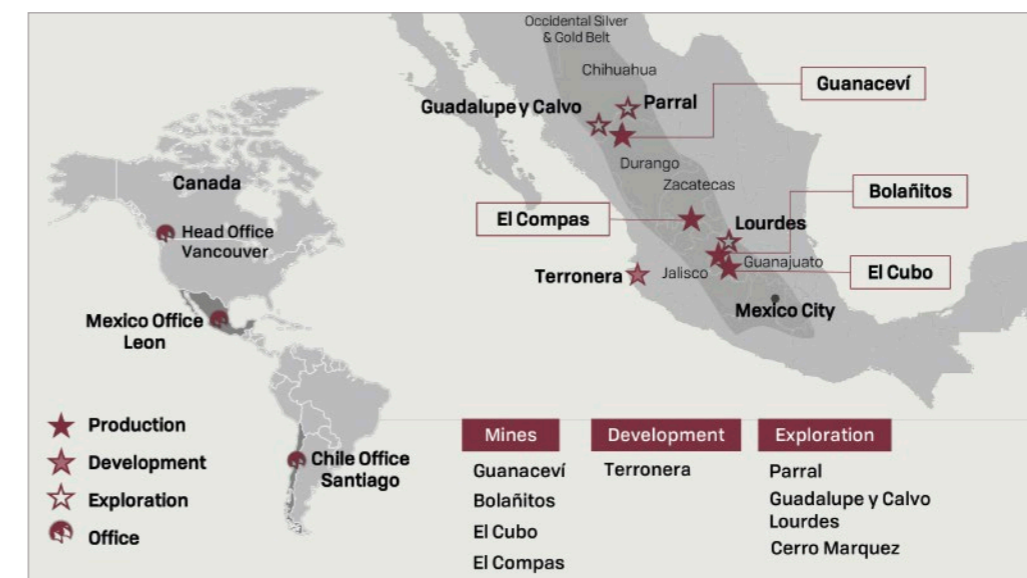 Occidental Silver
& Gold Belt
Chihuahua
Guanaceví
Guadalupe y Calvo
Parral
Durango
Zacatecas
Bolañitos
El Compas
Lourdes
Guanajuato
El Cubo
Terronera
Jalisco
Mexico City
Canada
Head Office
Vancouver
Mexico Office
Leon
Chile Office
Santiago
Production
Development
Exploration
Office
Mines
Guanaceví
Bolañitos
El Cubo
El Compas
Development
Terronera
Exploration
Parral
Guadalupe y Calvo
Lourdes
Cerro Marquez